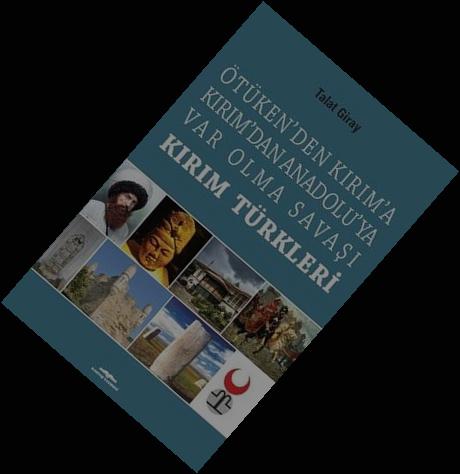 Talat Giray
ÖTÜKEN'DEN KIRIM'A
KIRIM'DAN ANADOLU'YA
VAR OLMA SAVAŞI
KIRIM TÜRKLERİ